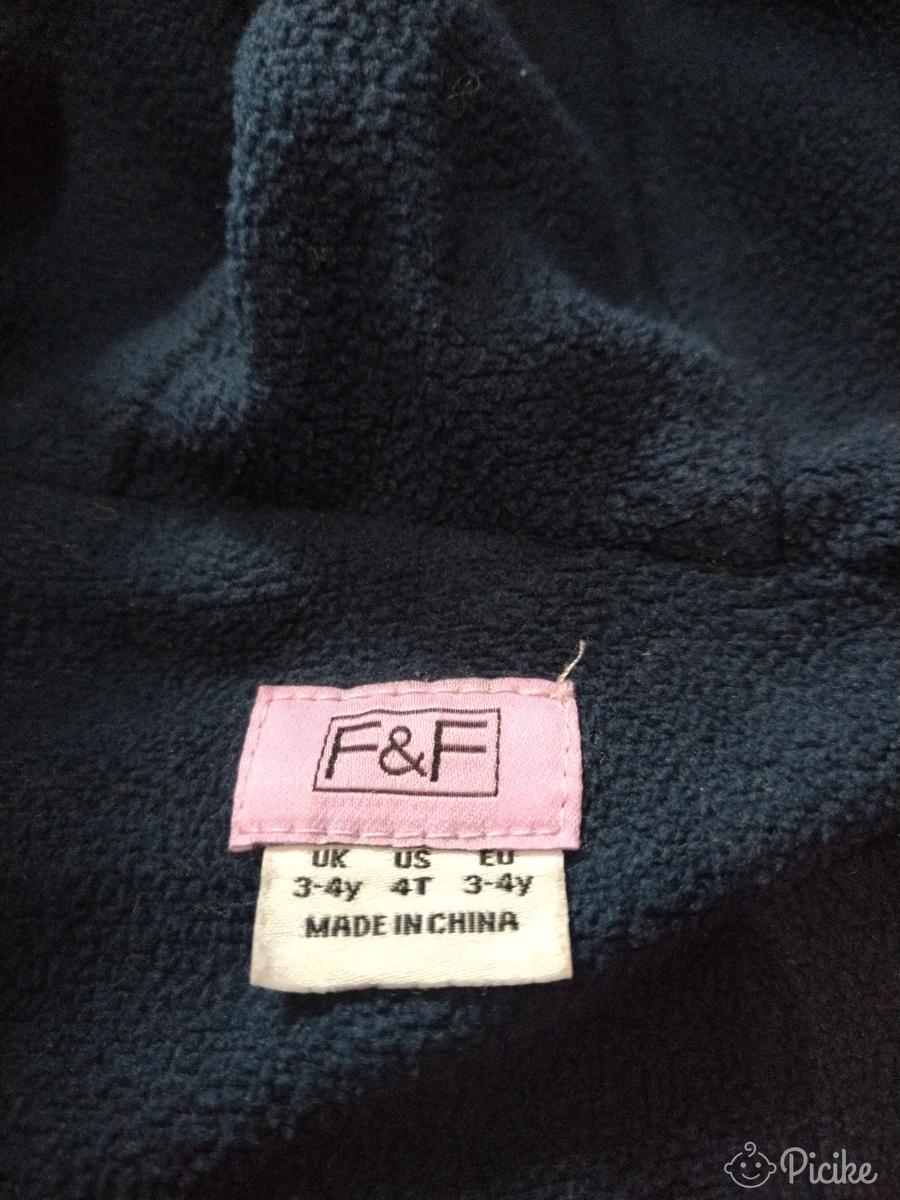 F&F
UK US EU
3-4y 4T 3-4y
MADE IN CHINA
Picike